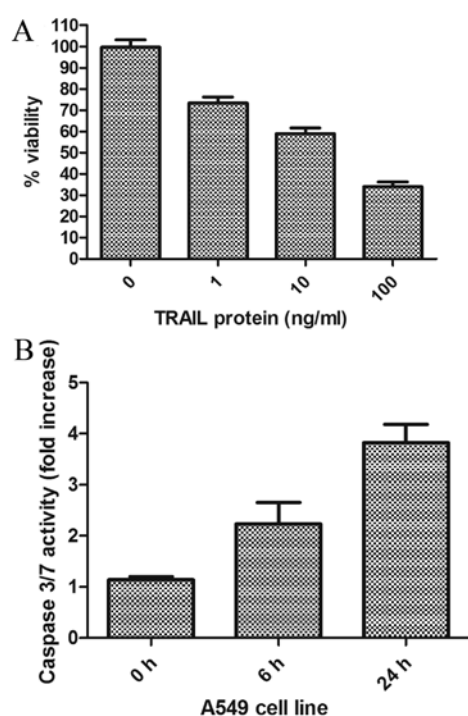 A
110
100
90
80
70
60
50
40
30
20
10
0
% viability
0 1 10 100
TRAIL protein (ng/ml)
B
5
4
3
2
1
0
Caspase 3/7 activity (fold increase)
0 h 6 h 24 h
A549 cell line